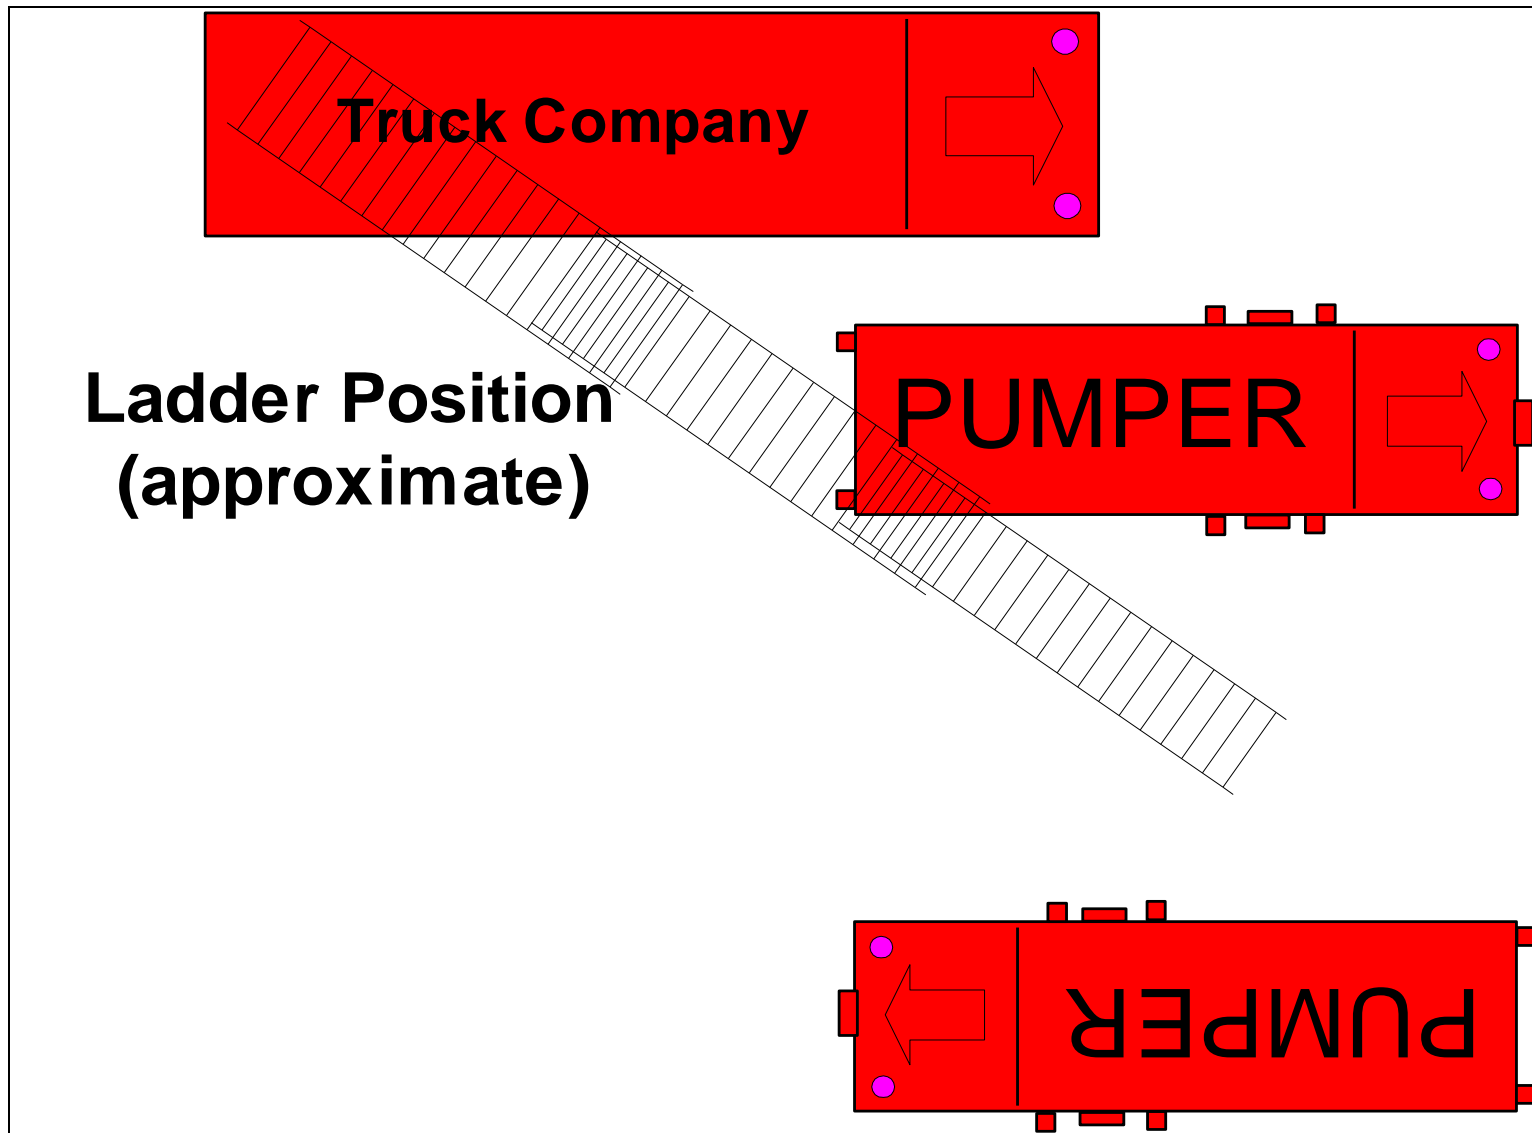 Truck Company
PUMPER
Ladder Position
(approximate)
PUMPER